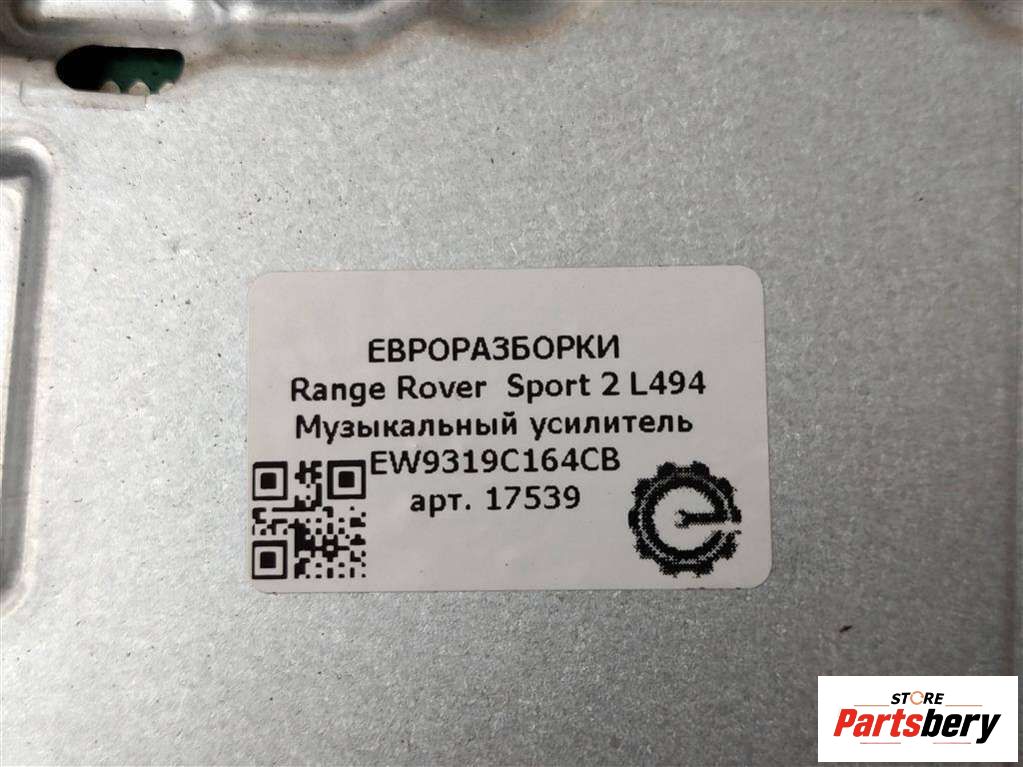 ЕВРОРАЗБОРКИ
Range Rover Sport 2 L494
Музыкальный усилитель
EW9319C164CB
арт. 17539
STORE
Partsbery